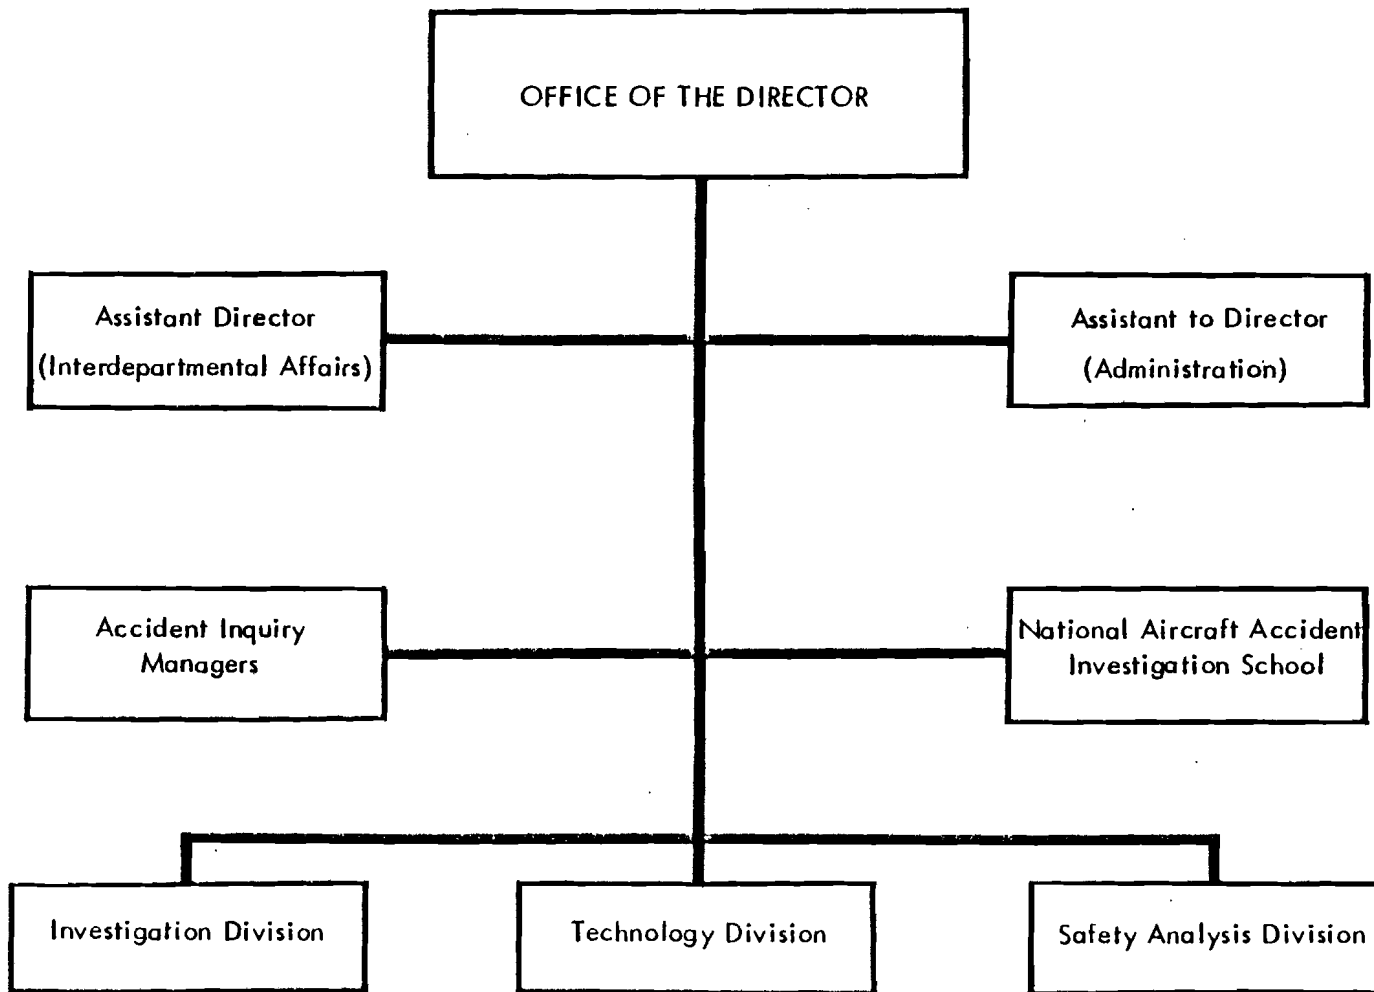 OFFICE OF THE DIRECTOR
Assistant Director
(Interdepartmental Affairs)
Assistant to Director
(Administration)
Accident Inquiry
Managers
National Aircraft Accident
Investigation School
Investigation Division
Technology Division
Safety Analysis Division